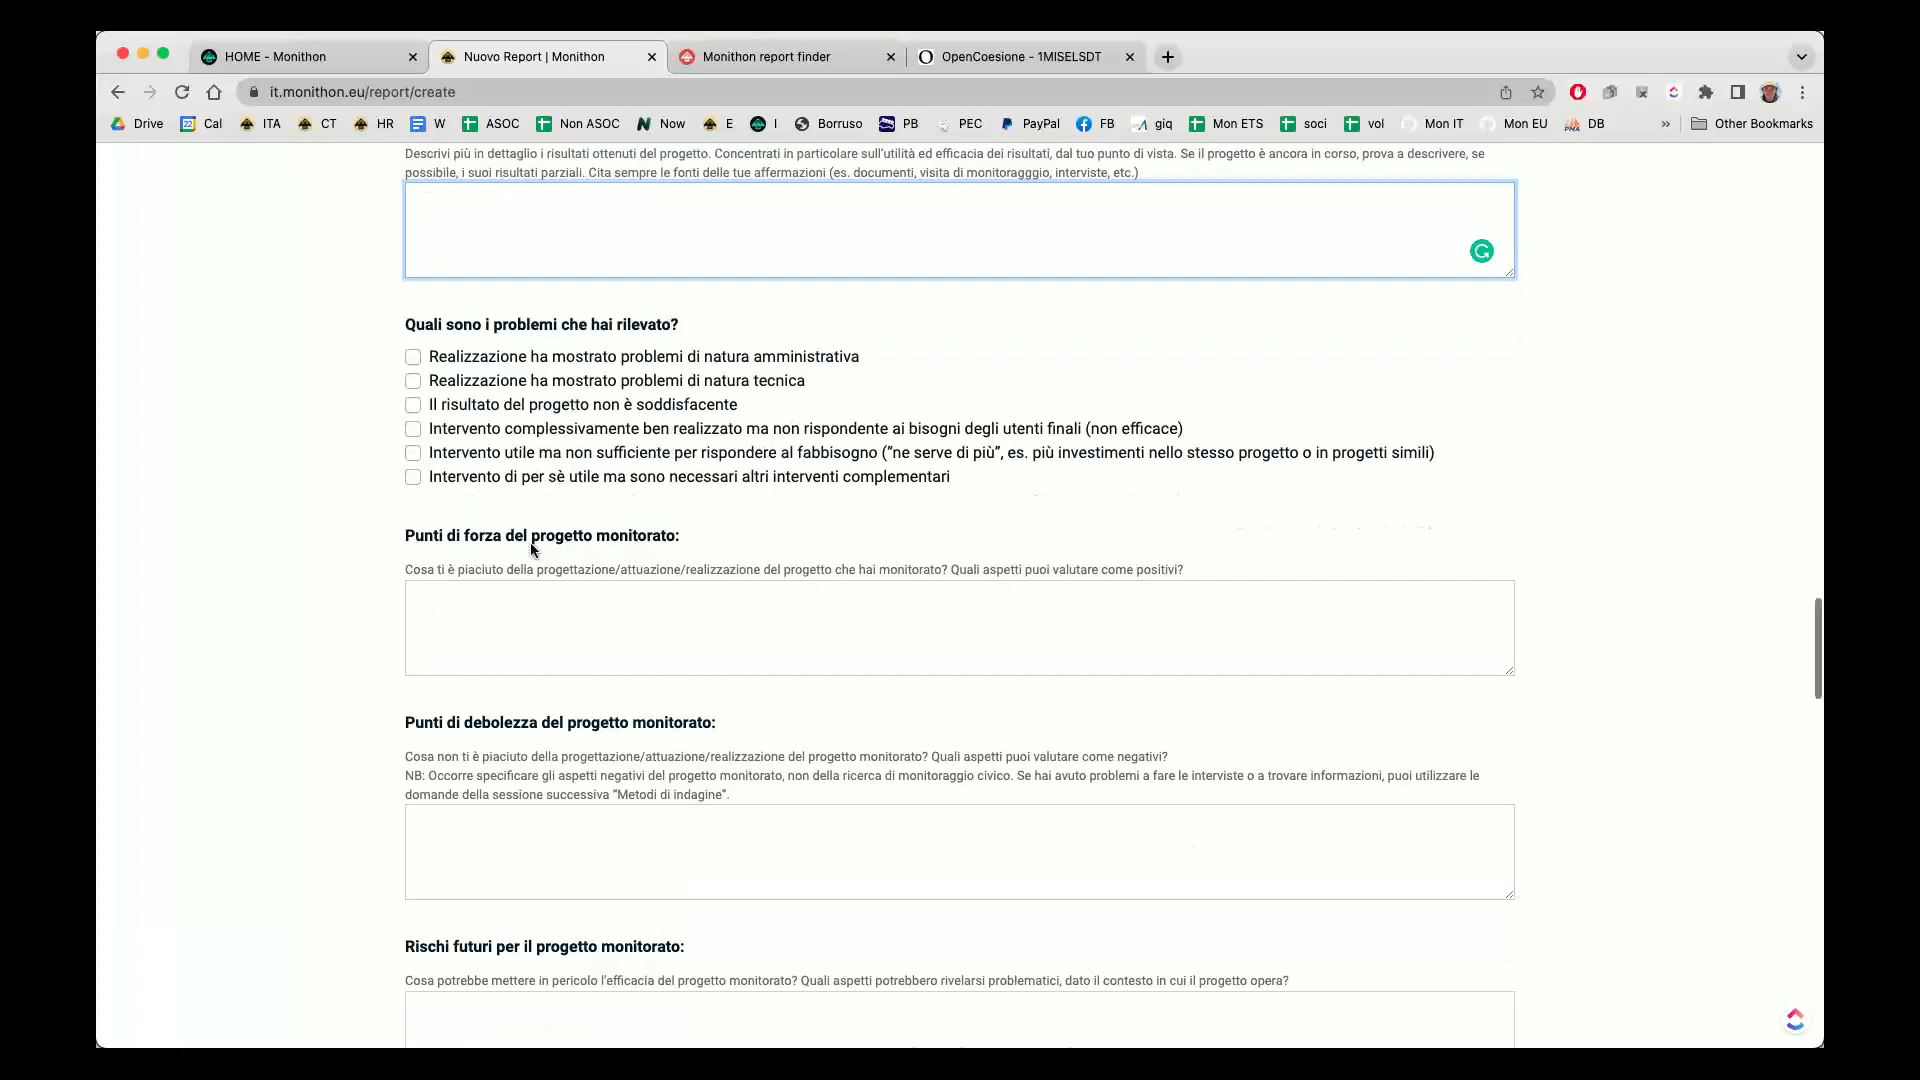 HOME - Monithon
Nuovo Report | Monithon
Monithon report finder
OpenCoesione - 1MISELSDT
it.monithon.eu/report/create
Drive
22
Cal
ITA
CT
HR
W
ASOC
Non ASOC
Now
E
I
Borruso
PB
PEC
PayPal
FB
giq
Mon ETS
soci
vol
Mon IT
Mon EU
DB
»
Other Bookmarks
Descrivi più in dettaglio i risultati ottenuti del progetto. Concentrati in particolare sull'utilità ed efficacia dei risultati, dal tuo punto di vista. Se il progetto è ancora in corso, prova a descrivere, se
possibile, i suoi risultati parziali. Cita sempre le fonti delle tue affermazioni (es. documenti, visita di monitoragggio, interviste, etc.)
Quali sono i problemi che hai rilevato?
Realizzazione ha mostrato problemi di natura amministrativa
Realizzazione ha mostrato problemi di natura tecnica
Il risultato del progetto non è soddisfacente
Intervento complessivamente ben realizzato ma non rispondente ai bisogni degli utenti finali (non efficace)
Intervento utile ma non sufficiente per rispondere al fabbisogno (“ne serve di più”, es. più investimenti nello stesso progetto o in progetti simili)
Intervento di per sè utile ma sono necessari altri interventi complementari
Punti di forza del progetto monitorato:
Cosa ti è piaciuto della progettazione/attuazione/realizzazione del progetto che hai monitorato? Quali aspetti puoi valutare come positivi?
Punti di debolezza del progetto monitorato:
Cosa non ti è piaciuto della progettazione/attuazione/realizzazione del progetto monitorato? Quali aspetti puoi valutare come negativi?
NB: Occorre specificare gli aspetti negativi del progetto monitorato, non della ricerca di monitoraggio civico. Se hai avuto problemi a fare le interviste o a trovare informazioni, puoi utilizzare le
domande della sessione successiva “Metodi di indagine”.
Rischi futuri per il progetto monitorato:
Cosa potrebbe mettere in pericolo l'efficacia del progetto monitorato? Quali aspetti potrebbero rivelarsi problematici, dato il contesto in cui il progetto opera?